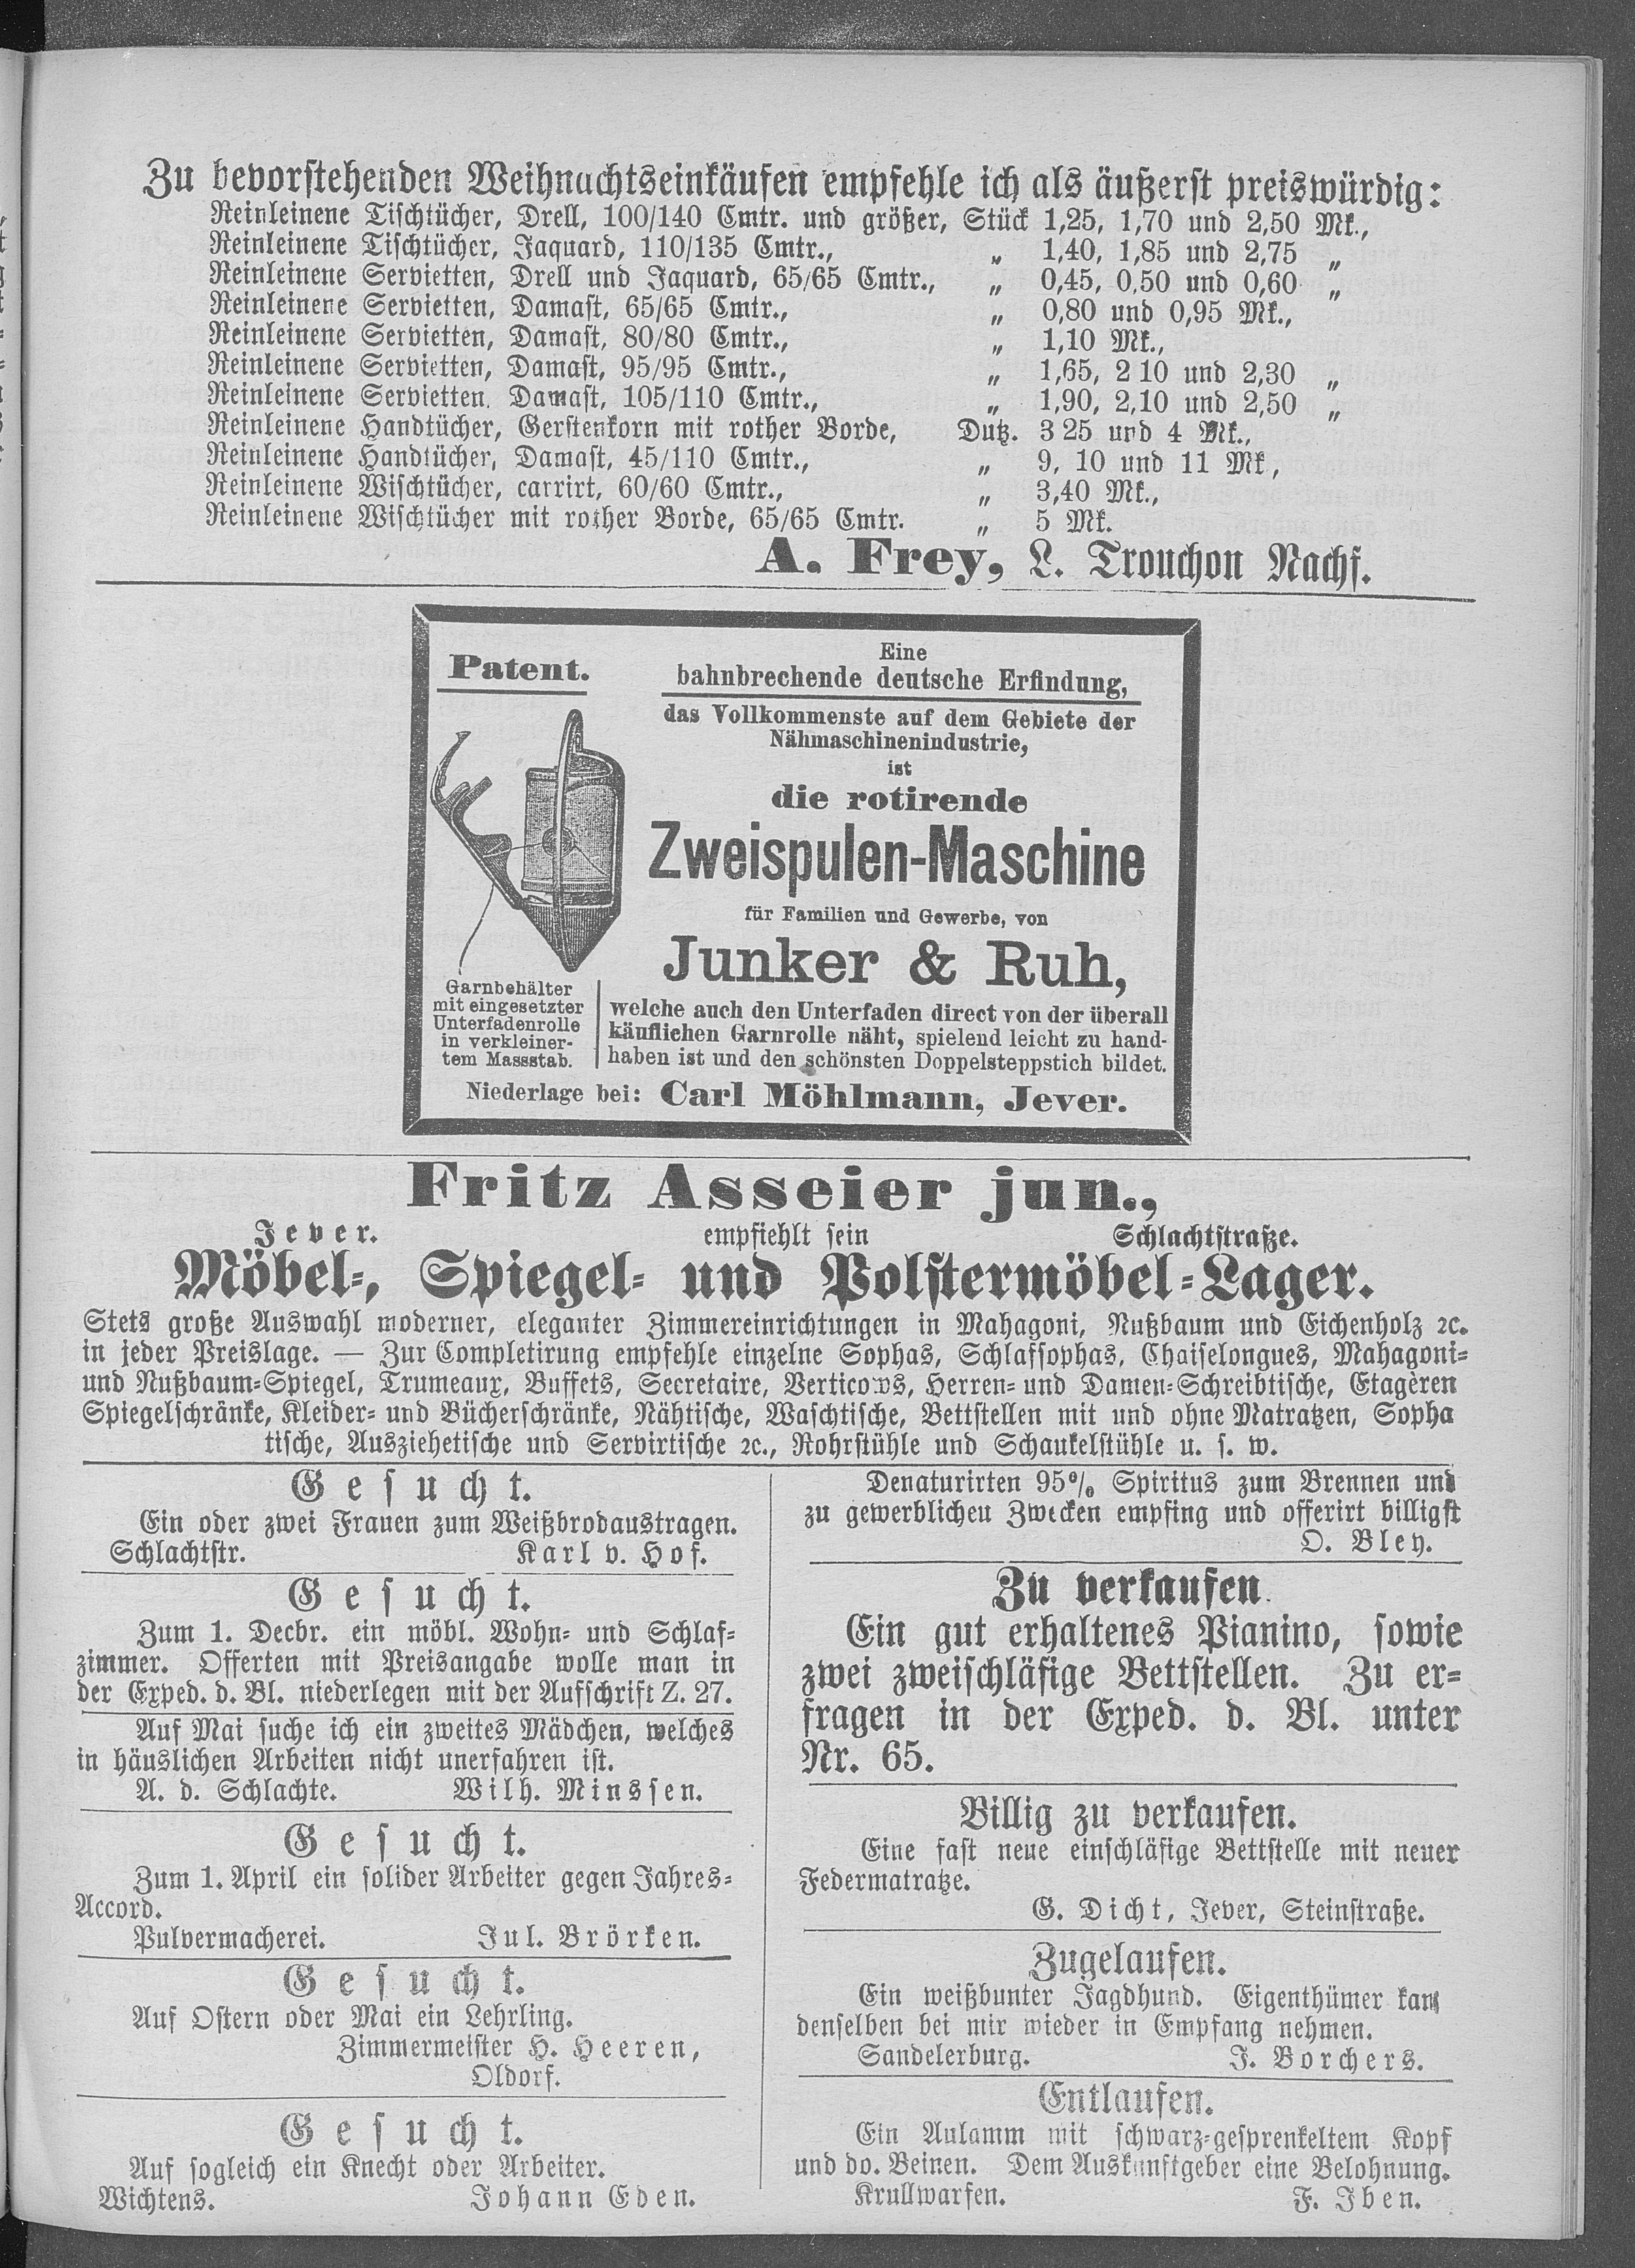 Zu bevorstehenden Weihnachtseinkäufen empfehle ich als äußerst preiswürdig:
Reinleinene Tischtücher, Drell, 100/140 Cmtr. und größer, Stück 1,25, 1,70 und 2,50 Mk.,
Reinleinene Tischtücher, Jaquard, 110/135 Cmtr., „ 1,40, 1,85 und 2,75 „
Reinleinene Servietten, Drell und Jaquard, 65/65 Cmtr., „ 0,45, 0,50 und 0,60 „
Reinleinene Servietten, Damast, 65/65 Cmtr., „ 0,80 und 0,95 Mk.,
Reinleinene Servietten, Damast, 80/80 Cmtr., „ 1,10 Mk.,
Reinleinene Servietten, Damast, 95/95 Cmtr., „ 1,65, 2 10 und 2,30 „
Reinleinene Servietten, Damast, 105/110 Cmtr., „ 1,90, 2,10 und 2,50 „
Reinleinene Handtücher, Gerstenkorn mit rother Borde, Dutz. 3 25 und 4 Mk.,
Reinleinene Handtücher, Damast, 45/110 Cmtr., „ 9, 10 und 11 Mk,
Reinleinene Wischtücher, carrirt, 60/60 Cmtr., „ 3,40 Mk.,
Reinleinene Wischtücher mit rother Borde, 65/65 Cmtr. „ 5 Mk.
A. Frey, L. Trouchon Nachf.
Patent.
Eine
bahnbrechende deutsche Erfindung,
das Vollkommenste auf dem Gebiete der
Nähmaschinenindustrie,
ist
die rotirende
Zweispulen-Maschine
für Familien und Gewerbe, von
Junker & Ruh,
Garnbehälter
mit eingesetzter
Unterfadenrolle
in verkleiner-
tem Massstab.
welche auch den Unterfaden direct von der überall
käuflichen Garnrolle näht, spielend leicht zu hand-
haben ist und den schönsten Doppelsteppstich bildet.
Niederlage bei: Carl Möhlmann, Jever.
Fritz Asseier jun.,
Jever. empfiehlt sein Schlachtstraße.
Möbel-, Spiegel- und Polstermöbel-Lager.
Stets große Auswahl moderner, eleganter Zimmereinrichtungen in Mahagoni, Nußbaum und Eichenholz ꝛc.
in jeder Preislage. — Zur Completirung empfehle einzelne Sophas, Schlafsophas, Chaiselongues, Mahagoni-
und Nußbaum-Spiegel, Trumeaux, Buffets, Secretaire, Verticows, Herren- und Damen-Schreibtische, Etagèren
Spiegelschränke, Kleider- und Bücherschränke, Nähtische, Waschtische, Bettstellen mit und ohne Matratzen, Sopha
tische, Ausziehetische und Servirtische ꝛc., Rohrstühle und Schaukelstühle u. s. w.
Gesucht.
Ein oder zwei Frauen zum Weißbrodaustragen.
Schlachtstr. Karl v. Hof.
Gesucht.
Zum 1. Decbr. ein möbl. Wohn- und Schlaf-
zimmer. Offerten mit Preisangabe wolle man in
der Exped. d. Bl. niederlegen mit der Aufschrift Z. 27.
Auf Mai suche ich ein zweites Mädchen, welches
in häuslichen Arbeiten nicht unerfahren ist.
A. d. Schlachte. Wilh. Minssen.
Gesucht.
Zum 1. April ein solider Arbeiter gegen Jahres-
Accord.
Pulvermacherei. Jul. Brörken.
Gesucht.
Auf Ostern oder Mai ein Lehrling.
Zimmermeister H. Heeren,
Oldorf.
Gesucht.
Auf sogleich ein Knecht oder Arbeiter.
Wichtens. Johann Eden.
Denaturirten 95% Spiritus zum Brennen und
zu gewerblichen Zwecken empfing und offerirt billigst
O. Bley.
Zu verkaufen.
Ein gut erhaltenes Pianino, sowie
zwei zweischläfige Bettstellen. Zu er-
fragen in der Exped. d. Bl. unter
Nr. 65.
Billig zu verkaufen.
Eine fast neue einschläfige Bettstelle mit neuer
Federmatratze.
G. Dicht, Jever, Steinstraße.
Zugelaufen.
Ein weißbunter Jagdhund. Eigenthümer kann
denselben bei mir wieder in Empfang nehmen.
Sandelerburg. J. Borchers.
Entlaufen.
Ein Aulamm mit schwarz-gesprenkeltem Kopf
und do. Beinen. Dem Auskunftgeber eine Belohnung.
Krullwarfen. F. Iben.